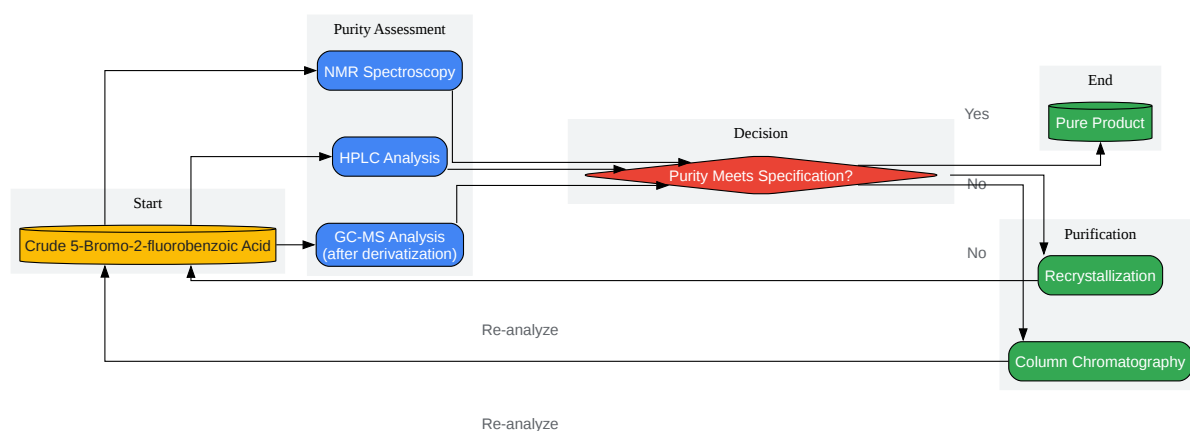 Purity Assessment
NMR Spectroscopy
HPLC Analysis
GC-MS Analysis
(after derivatization)
Start
Crude 5-Bromo-2-fluorobenzoic Acid
Decision
Purity Meets Specification?
Yes
No
No
End
Pure Product
Purification
Recrystallization
Column Chromatography
Re-analyze
Re-analyze